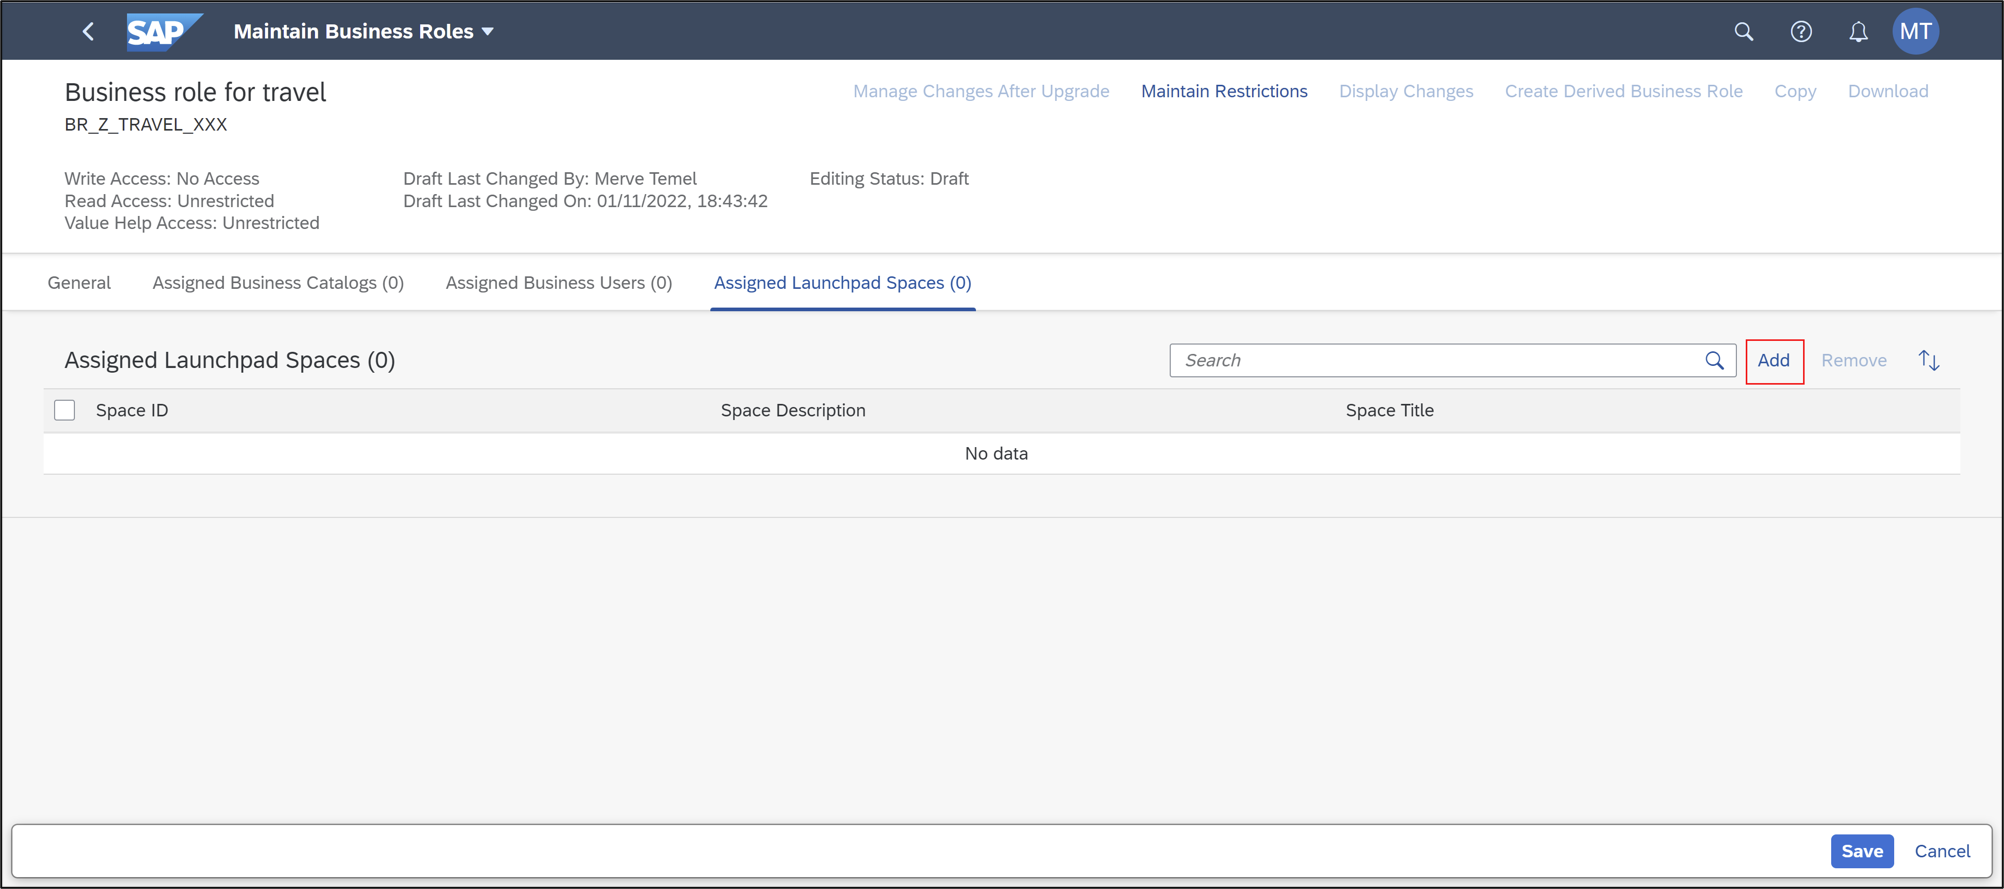 SAP Maintain Business Roles MT
Business role for travel Manage Changes After Upgrade Maintain Restrictions Display Changes Create Derived Business Role Copy Download
BR_Z_TRAVEL_XXX
Write Access: No Access Draft Last Changed By: Merve Temel Editing Status: Draft
Read Access: Unrestricted Draft Last Changed On: 01/11/2022, 18:43:42
Value Help Access: Unrestricted
General Assigned Business Catalogs (0) Assigned Business Users (0) Assigned Launchpad Spaces (0)
Assigned Launchpad Spaces (0) Search Add Remove
Space ID Space Description Space Title
No data
Save Cancel